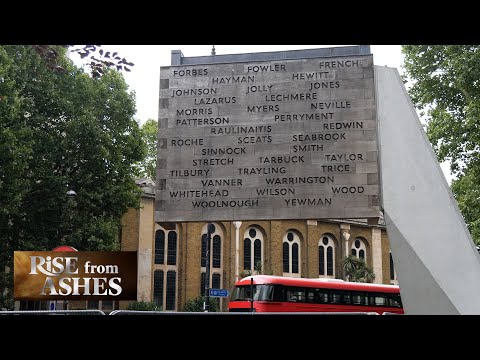 FORBES FOWLER FRENCH
HAYMAN HEWITT
JOHNSON JOLLY JONES
LAZARUS LECHMERE
MORRIS MYERS NEVILLE
PATTERSON PERRYMENT
RAULINAITIS REDWIN
ROCHE SCEATS SEABROOK
SINNOCK SMITH
STRETCH TARBUCK TAYLOR
TILBURY TRAYLING TRICE
VANNER WARRINGTON
WHITEHEAD WILSON WOOD
WOOLNOUGH YEWMAN
RISE from
ASHES